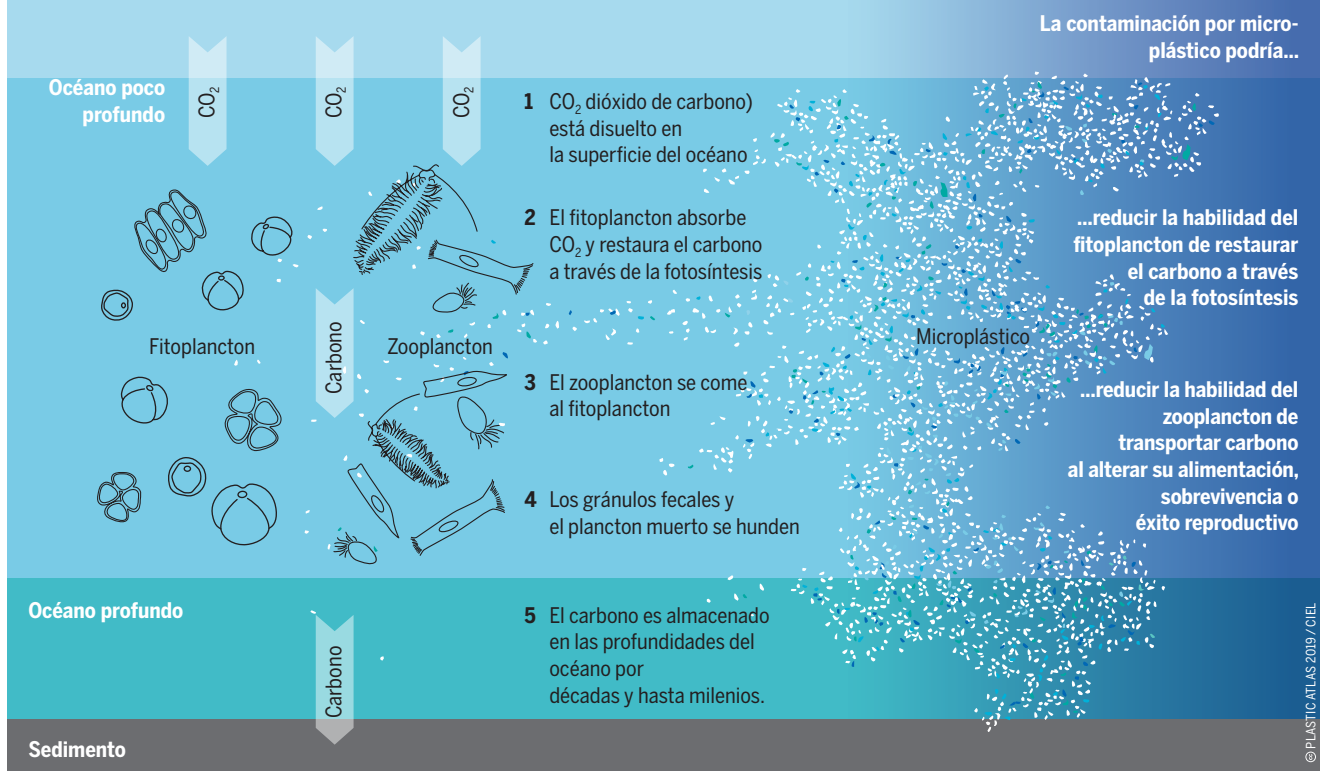 La contaminación por micro-
plástico podría...
Océano poco
profundo
CO₂
CO₂
CO₂
1 CO₂ dióxido de carbono)
está disuelto en
la superficie del océano
2 El fitoplancton absorbe
CO₂ y restaura el carbono
a través de la fotosíntesis
...reducir la habilidad del
fitoplancton de restaurar
el carbono a través
de la fotosíntesis
Fitoplancton
Carbono
Zooplancton
Microplástico
3 El zooplancton se come
al fitoplancton
...reducir la habilidad del
zooplancton de
transportar carbono
al alterar su alimentación,
sobrevivencia o
éxito reproductivo
4 Los gránulos fecales y
el plancton muerto se hunden
Océano profundo
5 El carbono es almacenado
en las profundidades del
océano por
décadas y hasta milenios.
Carbono
Sedimento
© PLASTIC ATLAS 2019 / CIEL